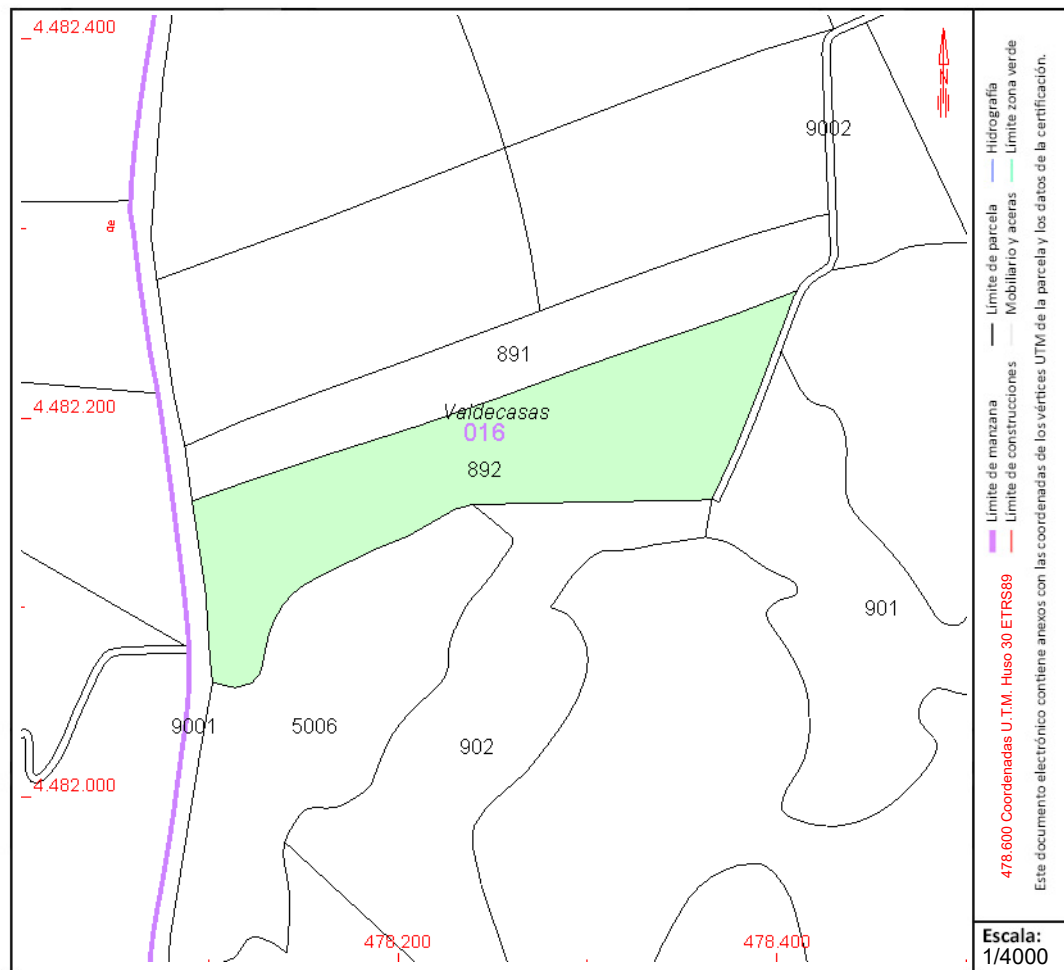 4.482.400
9002
de
891
4.482.200
Valdecasas
016
892
901
9001
5006
902
4.482.000
478.200
478.400
Límite de manzana
Límite de parcela
Hidrografía
Límite de construcciones
Mobiliario y aceras
Límite zona verde
478.600 Coordenadas U.T.M. Huso 30 ETRS89
Este documento electrónico contiene anexos con las coordenadas de los vértices UTM de la parcela y los datos de la certificación.
N
Escala:
1/4000